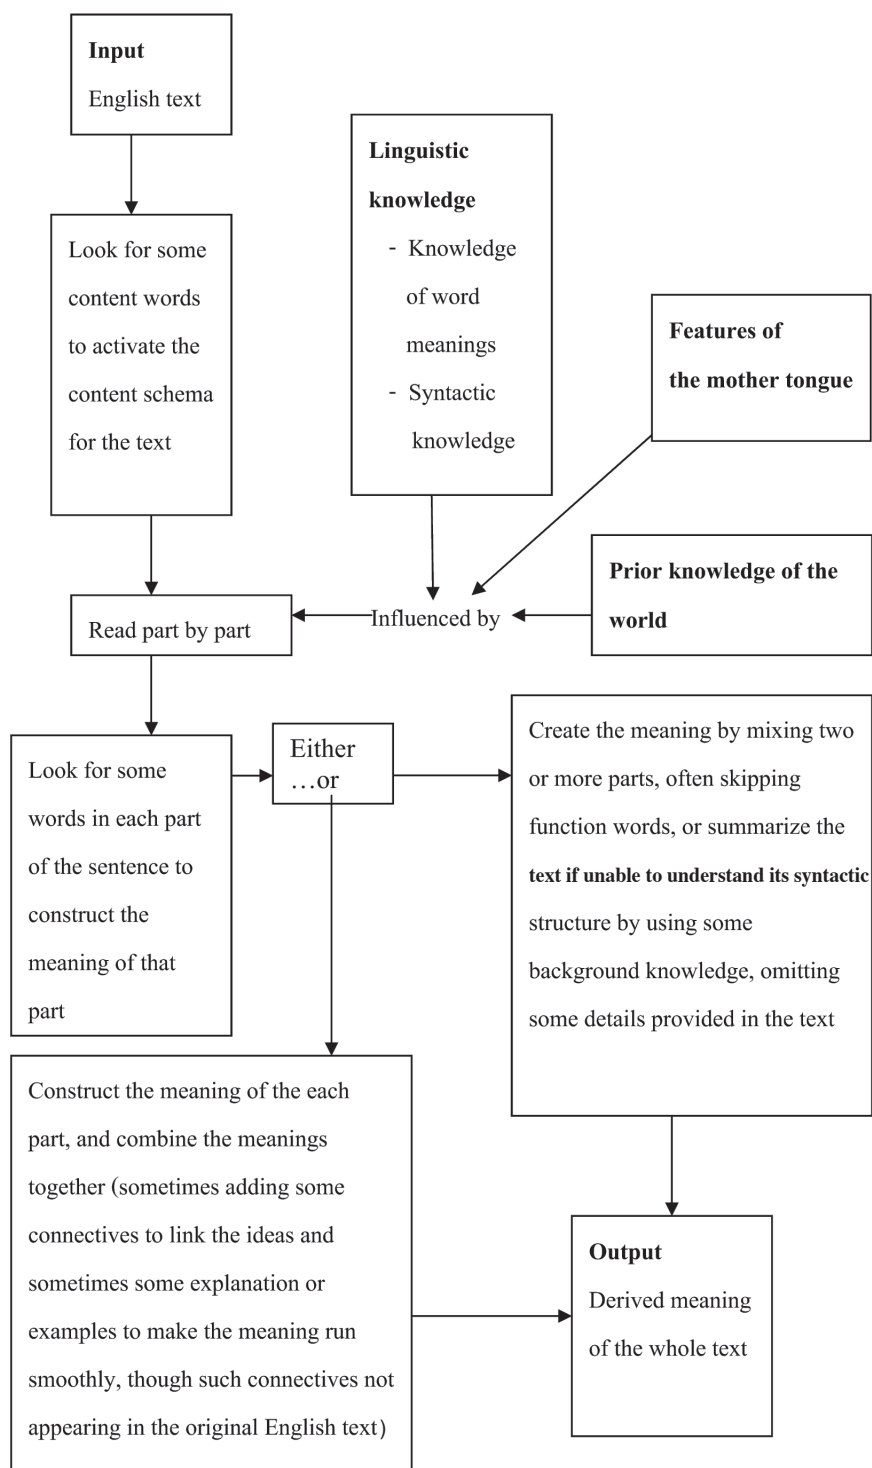 Input
English text
Look for some
content words
to activate the
content schema
for the text
Linguistic
knowledge
- Knowledge
of word
meanings
- Syntactic
knowledge
Features of
the mother tongue
Prior knowledge of the
world
Influenced by
Read part by part
Look for some
words in each part
of the sentence to
construct the
meaning of that
part
Either
…or
Create the meaning by mixing two
or more parts, often skipping
function words, or summarize the
text if unable to understand its syntactic
structure by using some
background knowledge, omitting
some details provided in the text
Construct the meaning of the each
part, and combine the meanings
together (sometimes adding some
connectives to link the ideas and
sometimes some explanation or
examples to make the meaning run
smoothly, though such connectives not
appearing in the original English text)
Output
Derived meaning
of the whole text